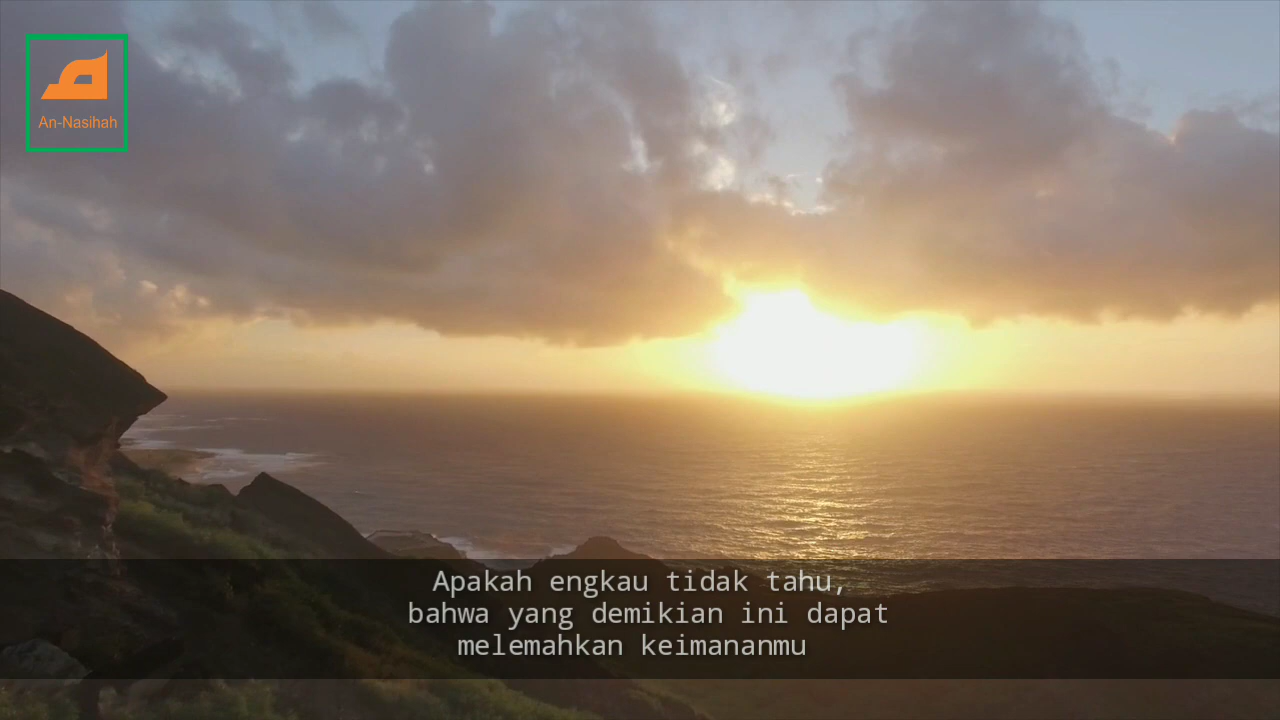 An-Nasihah
Apakah engkau tidak tahu,
bahwa yang demikian ini dapat
melemahkan keimananmu